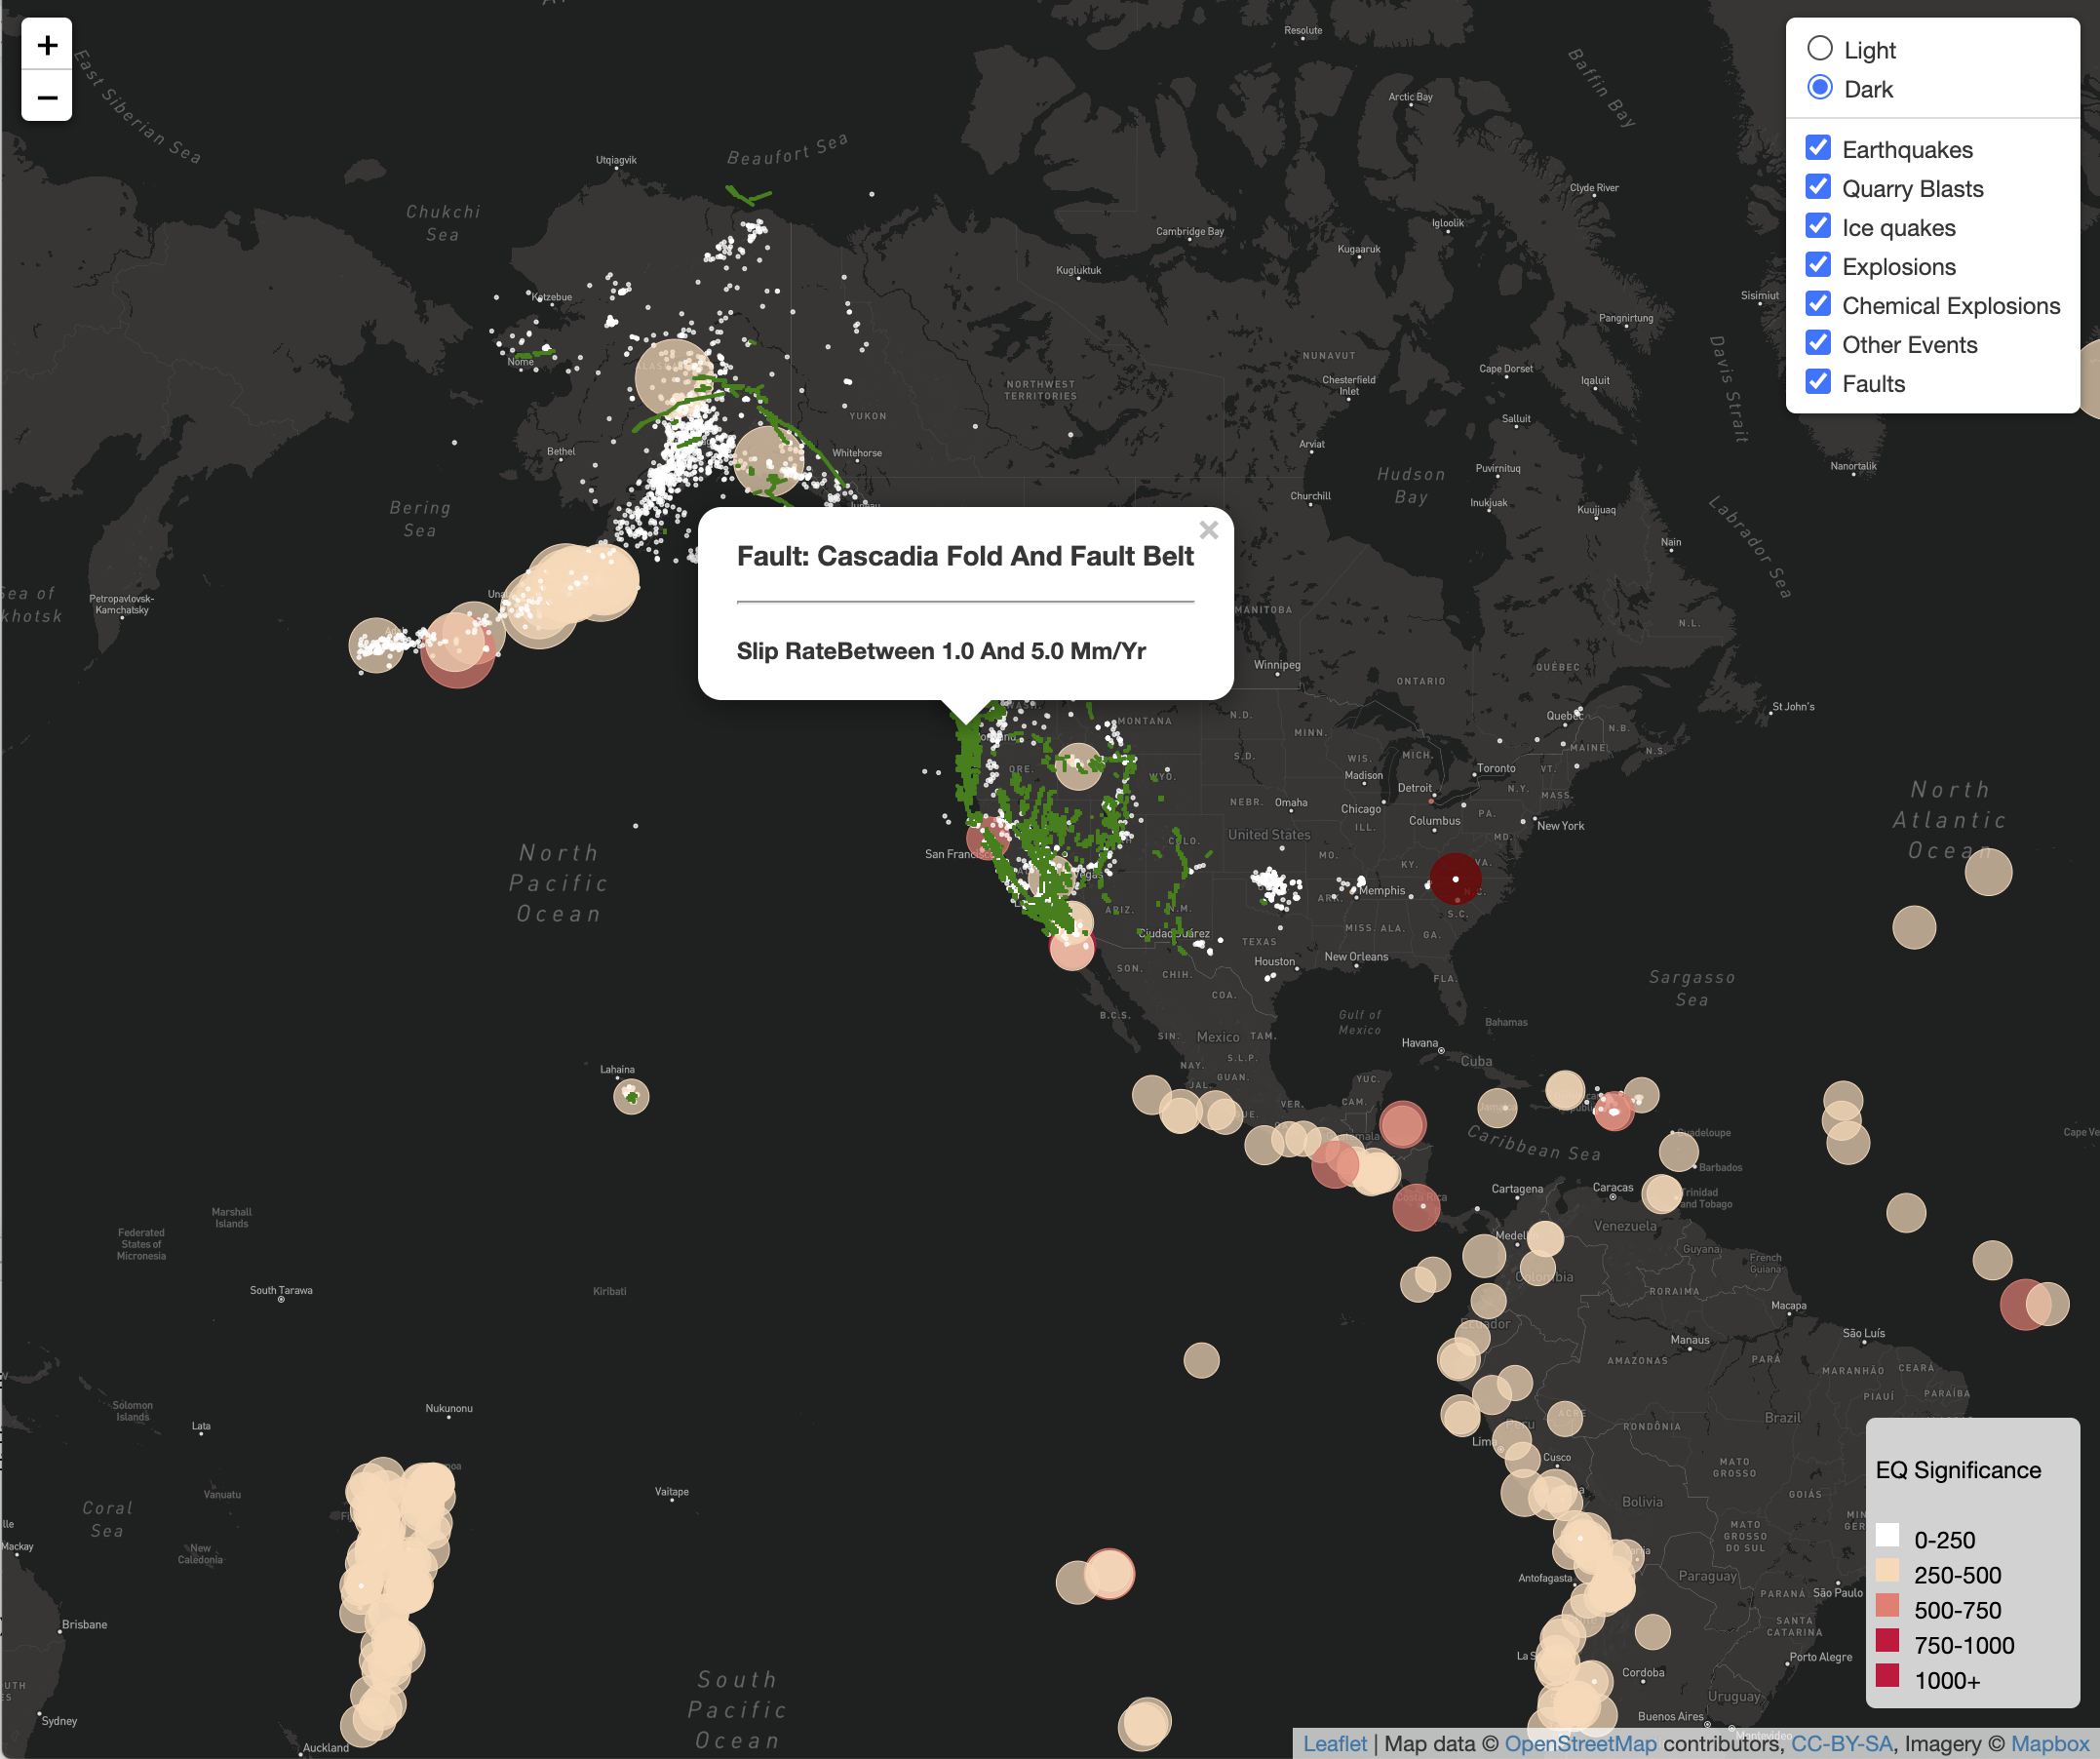 +
−
East Siberian Sea
Beaufort Sea
Baffin Bay
Resolute
Arctic Bay
Utqiagvik
Clyde River
Chukchi
Sea
Cambridge Bay
Igloolik
Kugaaruk
Kugluktuk
Sisimiut
Pangnirtung
Kotzebue
Nome
NUNAVUT
Cape Dorset
Chesterfield
Inlet
Iqaluit
NORTHWEST
TERRITORIES
YUKON
Davis Strait
Salluit
Arviat
Bethel
Whitehorse
Puvirnituq
Nanortalik
Hudson
Bay
Churchill
Inukjuak
Kuujjuaq
Labrador Sea
Bering
Sea
Nain
Light
Dark
Earthquakes
Quarry Blasts
Ice quakes
Explosions
Chemical Explosions
Other Events
Faults
×
Fault: Cascadia Fold And Fault Belt
Slip RateBetween 1.0 And 5.0 Mm/Yr
Sea of
Petropavlovsk-
Kamchatsky
MANITOBA
N.L.
Winnipeg
ONTARIO
QUÉBEC
St John's
MONTANA
N.D.
MINN.
Quebec
N.B.
N.S.
MAINE
ORE.
WYO.
S.D.
WIS.
MICH.
Madison
Toronto
VT.
Detroit
N.Y.
MASS.
NEBR.
Omaha
Chicago
PA.
Columbus
New York
United States
ILL.
MD.
COLO.
MO.
KY.
VA.
San Francisco
ARK.
Memphis
N.C.
ARIZ.
N.M.
S.C.
Ciudad Juárez
TEXAS
MISS.
ALA.
GA.
Houston
New Orleans
SON.
CHIH.
FLA.
COA.
B.C.S.
North
Pacific
Ocean
North
Atlantic
Ocean
Sargasso
Sea
Gulf of
Mexico
Bahamas
SIN.
Mexico
TAM.
Havana
Cuba
NAY.
S.L.P.
GUAN.
JAL.
YUC.
VER.
CAM.
Lahaina
Guadeloupe
Caribbean Sea
Barbados
Cartagena
Caracas
Trinidad
and Tobago
Costa Rica
Venezuela
Guyana
French
Guiana
Colombia
RORAIMA
Macapa
Ecuador
São Luís
Manaus
AMAZONAS
PARÁ
MARANHÃO
CEARÁ
PIAUÍ
PARAÍBA
ACRE
RONDÔNIA
Brazil
Peru
Lima
Cusco
MATO
GROSSO
GOIÁS
Bolivia
MATO
GROSSO
DO SUL
Antofagasta
Paraguay
PARANÁ
São Paulo
SANTA
CATARINA
Porto Alegre
Cordoba
Uruguay
Buenos Aires
Montevideo
Marshall
Islands
Federated
States of
Micronesia
South Tarawa
Kiribati
Solomon
Islands
Lata
Nukunonu
Vanuatu
Vaitape
Coral
Sea
New
Caledonia
Mackay
Brisbane
Sydney
Auckland
South
Pacific
Ocean
EQ Significance
0-250
250-500
500-750
750-1000
1000+
Leaflet | Map data © OpenStreetMap contributors, CC-BY-SA, Imagery © Mapbox